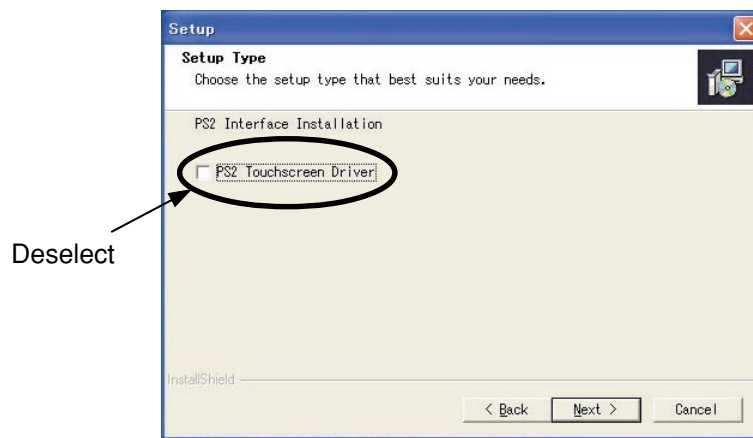 Setup
Setup Type
Choose the setup type that best suits your needs.
PS2 Interface Installation
PS2 Touchscreen Driver
Deselect
InstallShield
< Back Next > Cancel